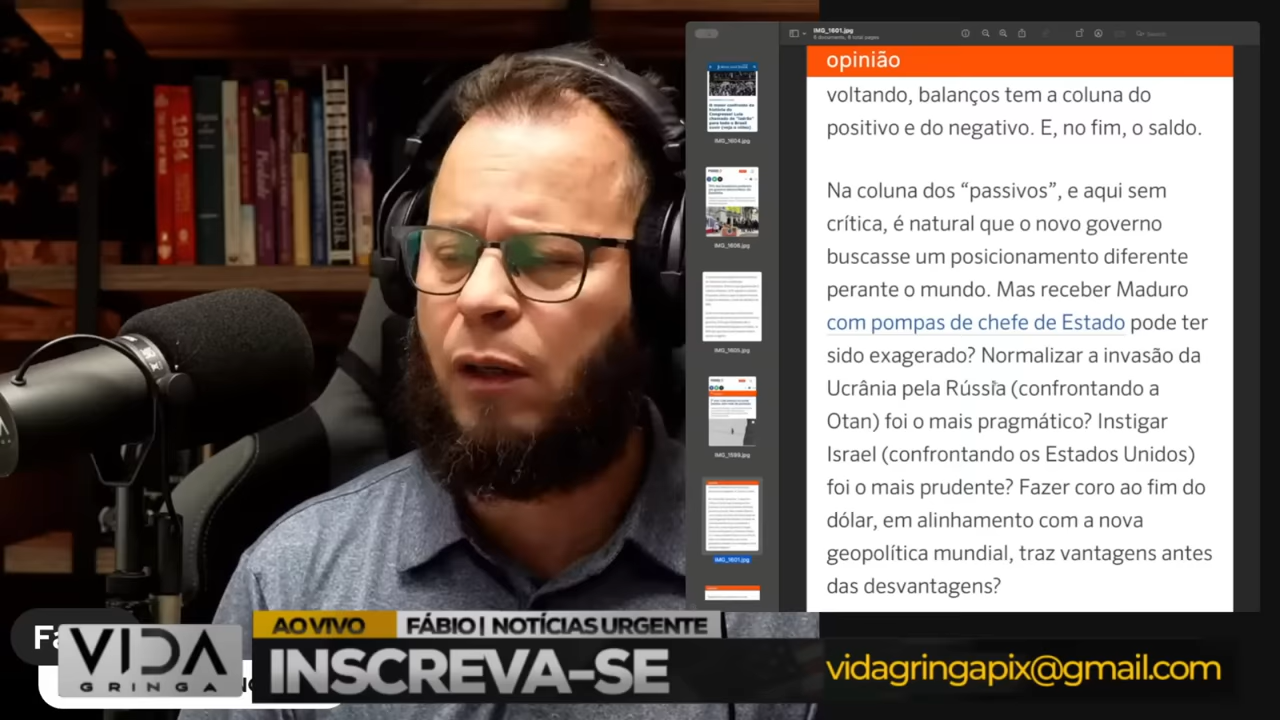 IMG_1601.jpg
opinião
voltando, balanços tem a coluna do
positivo e do negativo. E, no fim, o saldo.
Na coluna dos “passivos”, e aqui sem
crítica, é natural que o novo governo
buscasse um posicionamento diferente
perante o mundo. Mas receber Maduro
com pompas de chefe de Estado pode ter
sido exagerado? Normalizar a invasão da
Ucrânia pela Rússia (confrontando a
Otan) foi o mais pragmático? Instigar
Israel (confrontando os Estados Unidos)
foi o mais prudente? Fazer coro ao fim do
dólar, em alinhamento com a nova
geopolítica mundial, traz vantagens antes
das desvantagens?
IMG_1604.jpg
IMG_1606.jpg
IMG_1605.jpg
IMG_1599.jpg
IMG_1601.jpg
1984
LARRY ELDER
AO VIVO
FÁBIO | NOTÍCIAS URGENTE
VIDA
GRINGA
INSCREVA-SE
vidagringapix@gmail.com